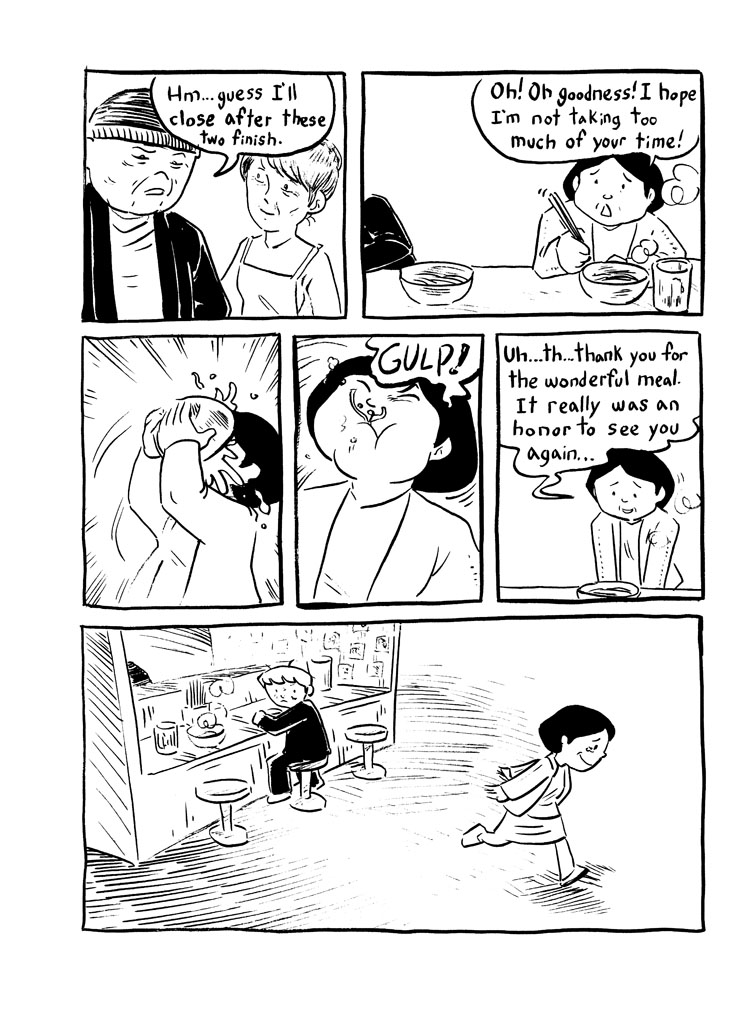 Hm...guess I'll
close after these
two finish.
Oh! Oh goodness! I hope
I'm not taking too
much of your time!
GULP!
Uh...th...thank you for
the wonderful meal.
It really was an
honor to see you
again...